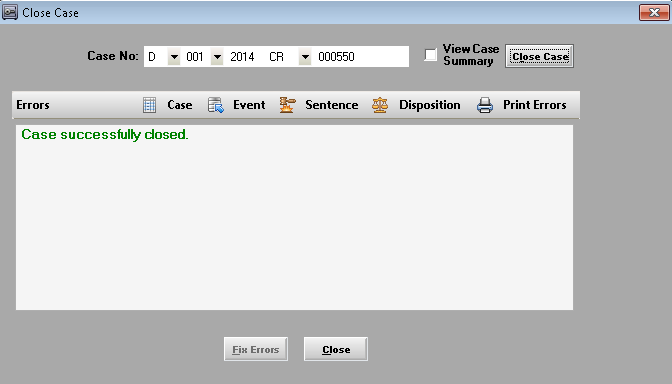 Close Case
Case No: D 001 2014 CR 000550
View Case
Summary
Close Case
Errors Case Event Sentence Disposition Print Errors
Case successfully closed.
Fix Errors Close